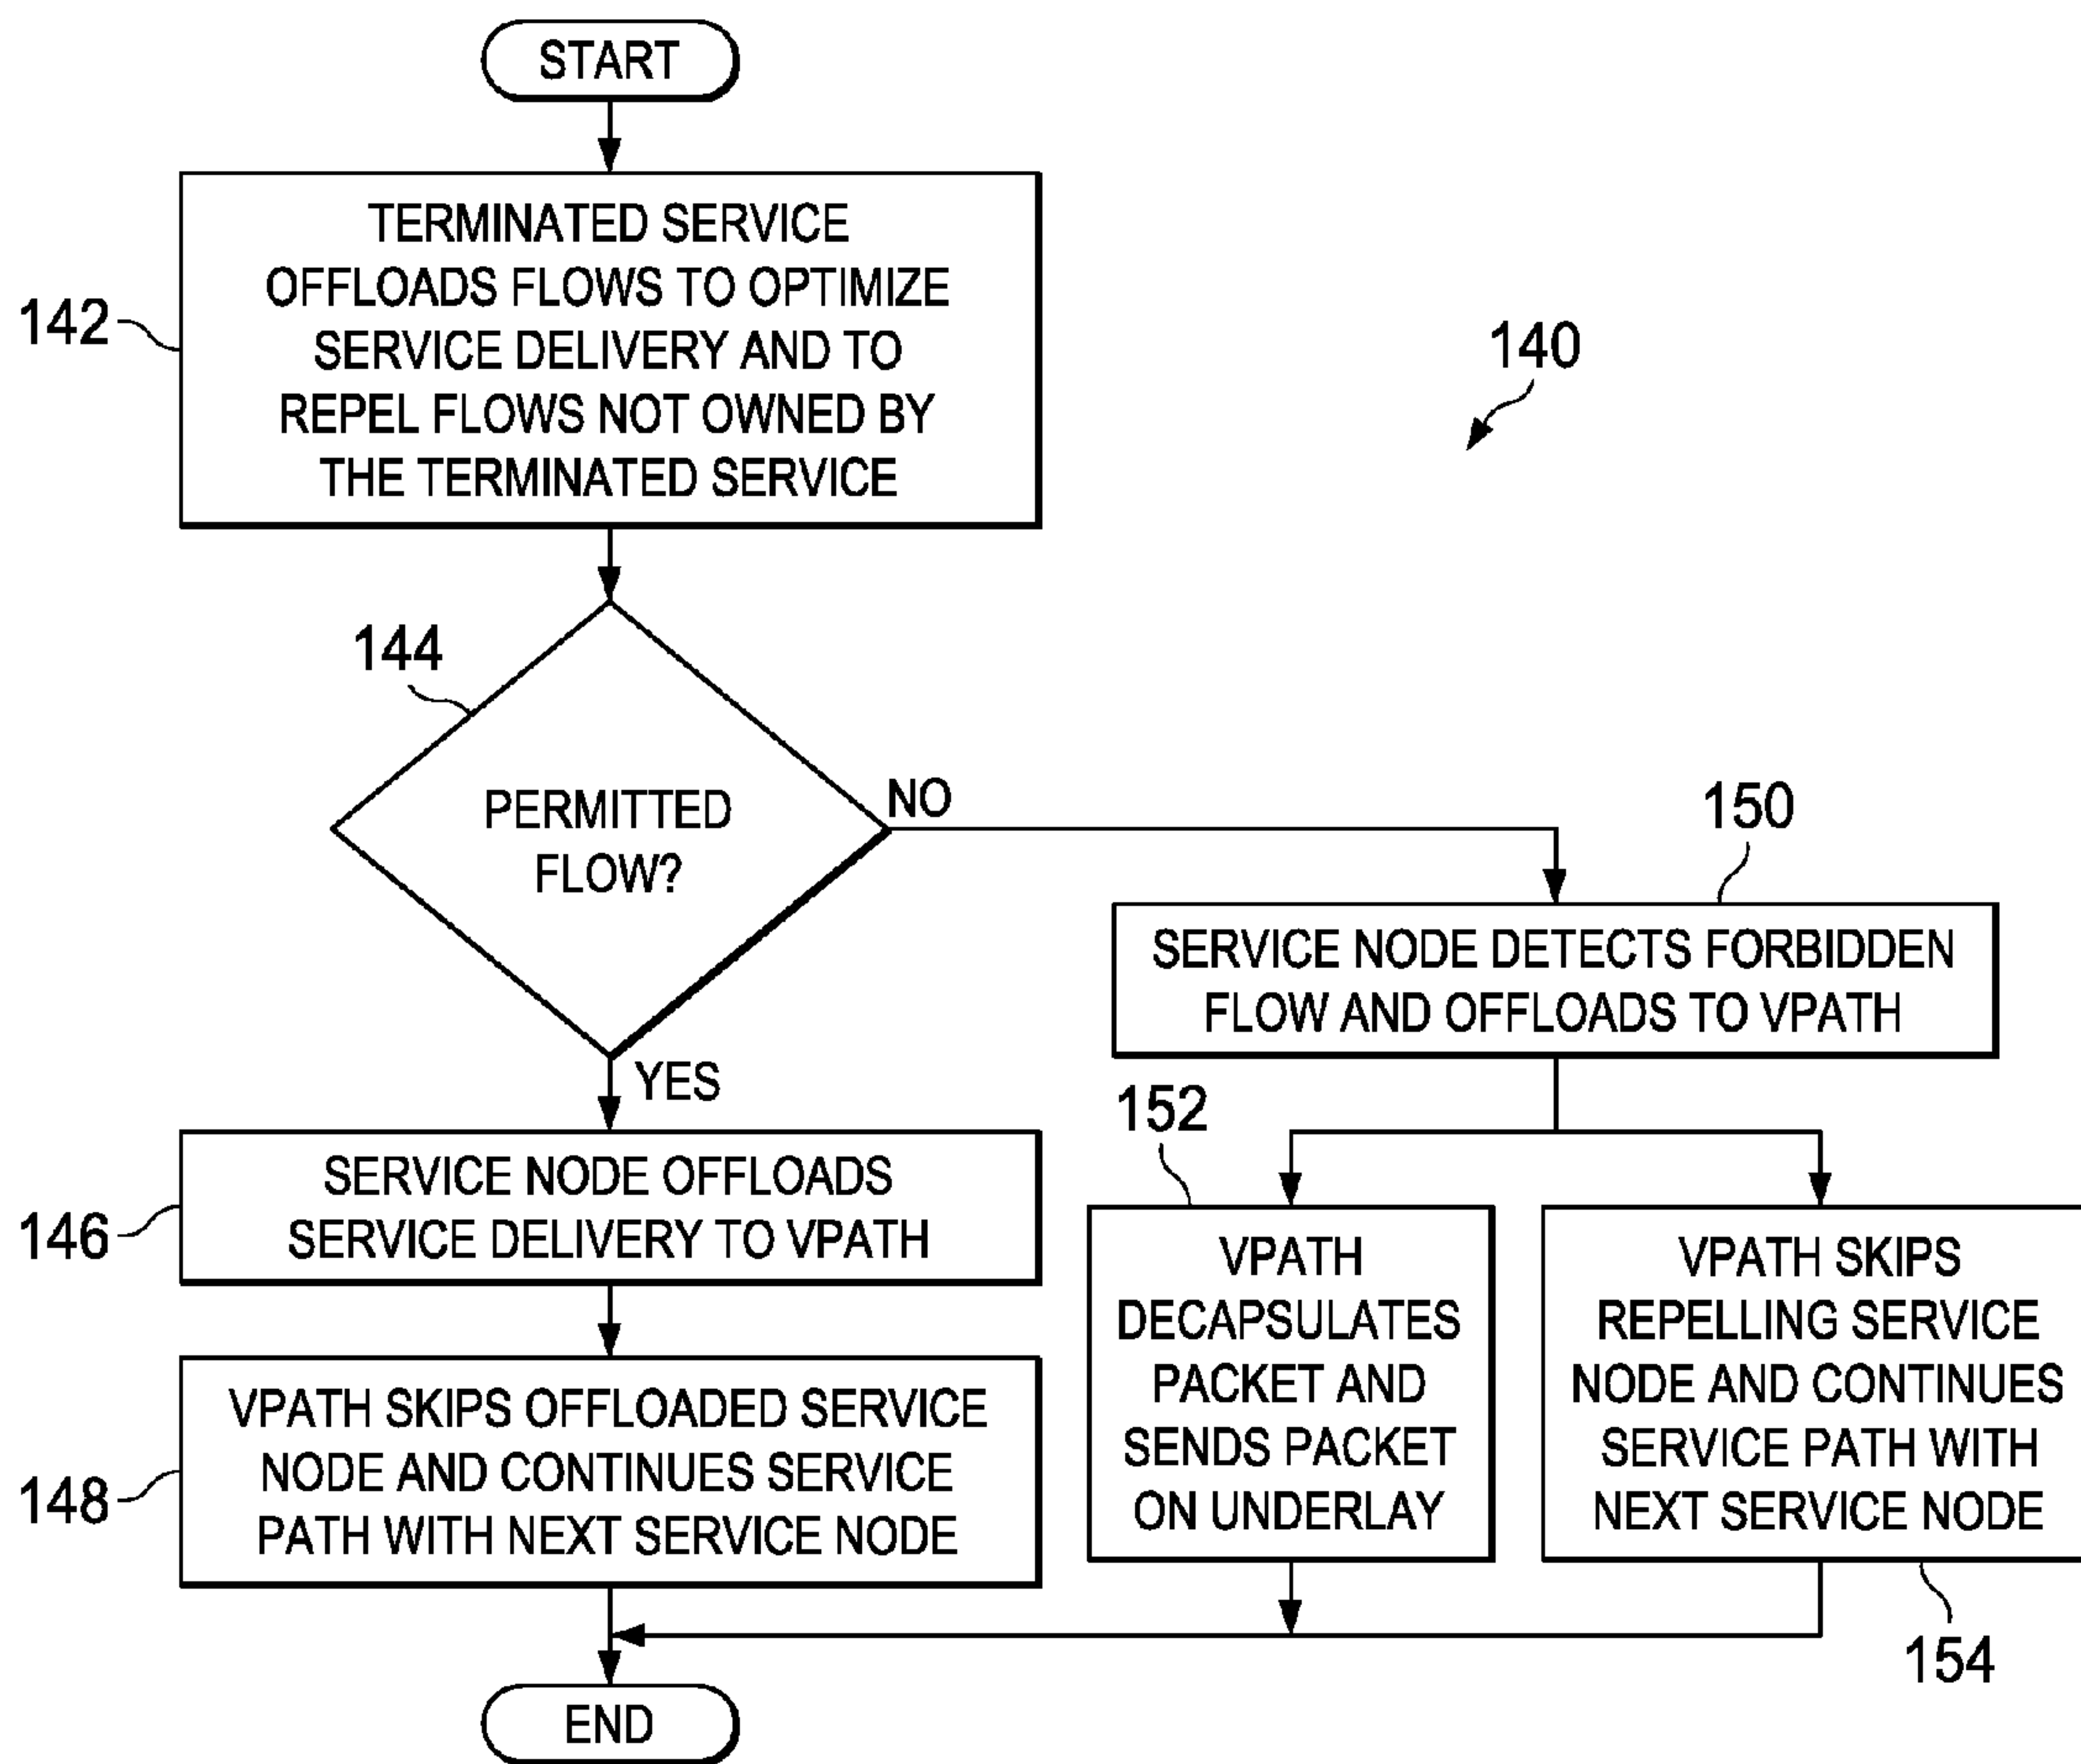 START
TERMINATED SERVICE
OFFLOADS FLOWS TO OPTIMIZE
SERVICE DELIVERY AND TO
REPEL FLOWS NOT OWNED BY
THE TERMINATED SERVICE
142
140
144
PERMITTED
FLOW?
NO
YES
150
SERVICE NODE DETECTS FORBIDDEN
FLOW AND OFFLOADS TO VPATH
146
SERVICE NODE OFFLOADS
SERVICE DELIVERY TO VPATH
148
VPATH SKIPS OFFLOADED SERVICE
NODE AND CONTINUES SERVICE
PATH WITH NEXT SERVICE NODE
152
VPATH
DECAPSULATES
PACKET AND
SENDS PACKET
ON UNDERLAY
VPATH SKIPS
REPELLING SERVICE
NODE AND CONTINUES
SERVICE PATH WITH
NEXT SERVICE NODE
154
END